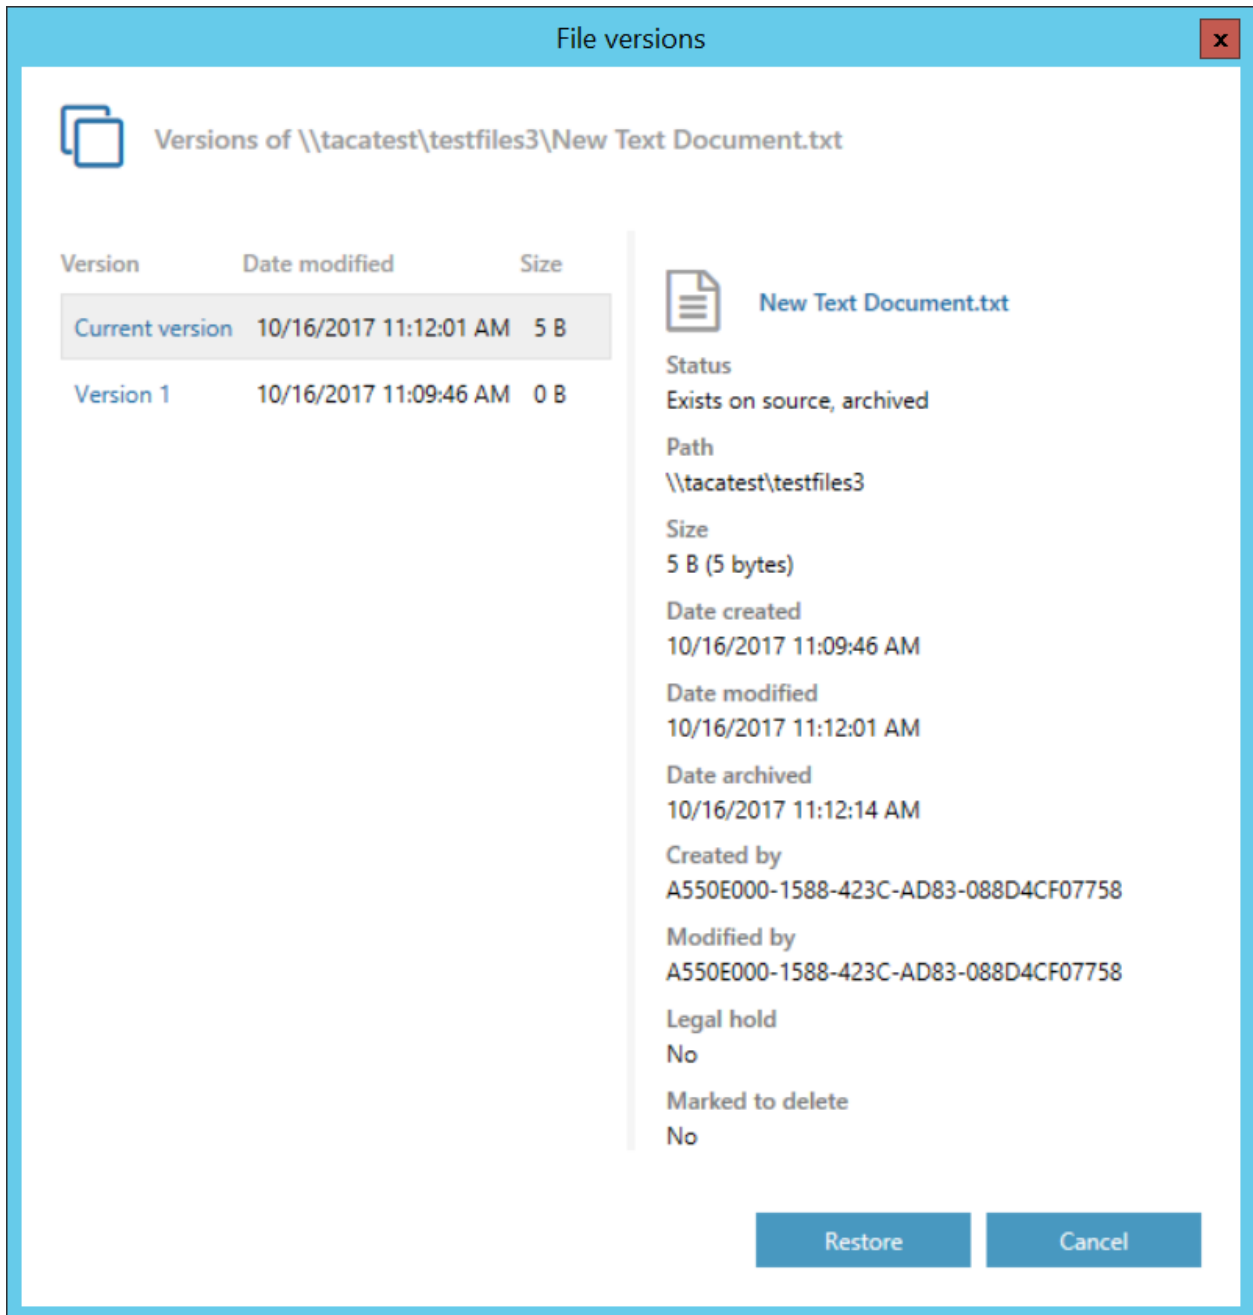 File versions
x
Versions of \\tacatest\testfiles3\New Text Document.txt
Version Date modified Size
Current version 10/16/2017 11:12:01 AM 5 B
Version 1 10/16/2017 11:09:46 AM 0 B
New Text Document.txt
Status
Exists on source, archived
Path
\\tacatest\testfiles3
Size
5 B (5 bytes)
Date created
10/16/2017 11:09:46 AM
Date modified
10/16/2017 11:12:01 AM
Date archived
10/16/2017 11:12:14 AM
Created by
A550E000-1588-423C-AD83-088D4CF07758
Modified by
A550E000-1588-423C-AD83-088D4CF07758
Legal hold
No
Marked to delete
No
Restore Cancel